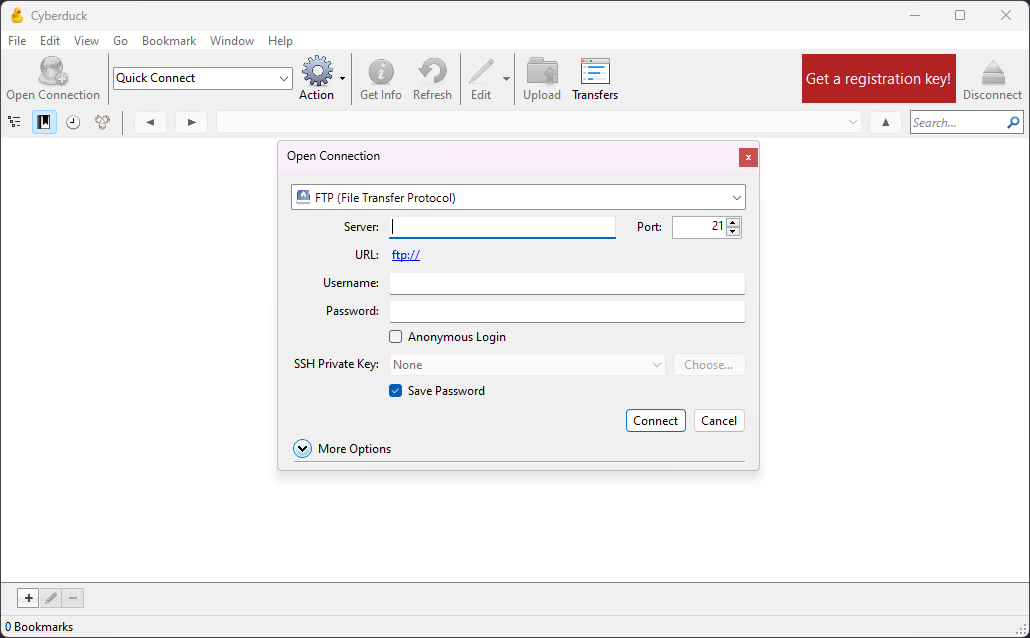 Cyberduck
File Edit View Go Bookmark Window Help
Open Connection
Quick Connect
Action
Get Info
Refresh
Edit
Upload
Transfers
Get a registration key!
Disconnect
Search...
Open Connection
x
FTP (File Transfer Protocol)
Server:
Port: 21
URL: ftp://
Username:
Password:
Anonymous Login
SSH Private Key: None Choose...
Save Password
Connect Cancel
More Options
0 Bookmarks